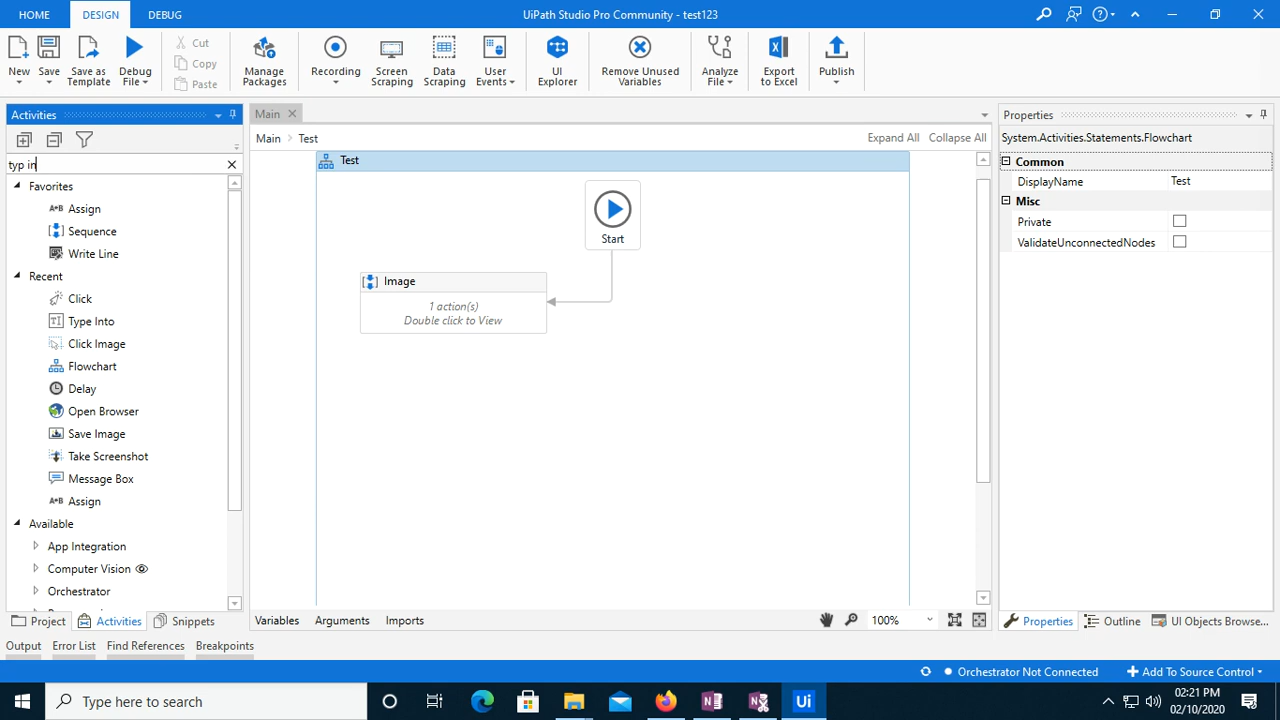 HOME DESIGN DEBUG UiPath Studio Pro Community - test123
New Save Save as Template Debug File Cut Copy Paste Manage Packages Recording Screen Scraping Data Scraping User Events UI Explorer Remove Unused Variables Analyze File Export to Excel Publish
Activities
typ in
Favorites
Assign
Sequence
Write Line
Recent
Click
Type Into
Click Image
Flowchart
Delay
Open Browser
Save Image
Take Screenshot
Message Box
Assign
Available
App Integration
Computer Vision
Orchestrator
Project Activities Snippets
Main
Main > Test Expand All Collapse All
Test
Start
Image
1 action(s)
Double click to View
Variables Arguments Imports 100%
Properties
System.Activities.Statements.Flowchart
Common
DisplayName Test
Misc
Private
ValidateUnconnectedNodes
Properties Outline UI Objects Browse...
Output Error List Find References Breakpoints
Orchestrator Not Connected Add To Source Control
Type here to search
Ui
02:21 PM
02/10/2020